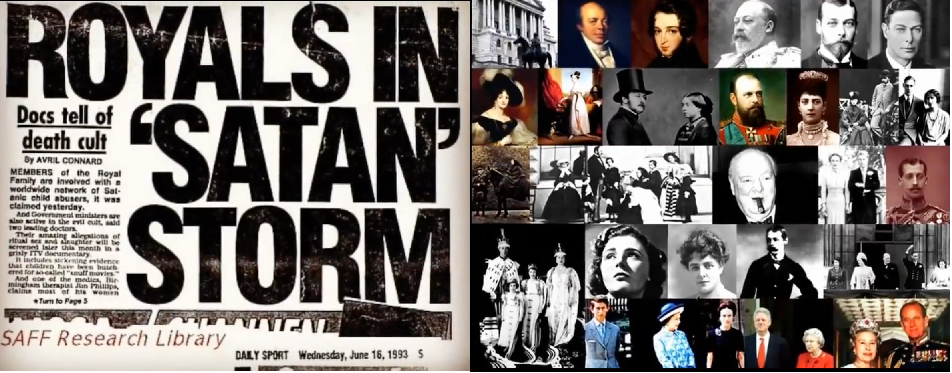 ROYALS IN
'SATAN'
STORM
Docs tell of
death cult
By AVRIL CONNARD
MEMBERS of the Royal
Family are involved with a
worldwide network of Sat-
anic child abusers, it was
claimed yesterday.
And Government ministers are
also active in the evil cult, said
two leading doctors.
Their amazing allegations of
ritual sex and slaughter will be
screened later this month in a
grisly ITV documentary.
It includes sickening evidence
that children have been butch-
ered for so-called "snuff movies."
And one of the medics, Bir-
mingham therapist Jim Phillips,
claims most of his women
★Turn to Page 5
SAFF Research Library
DAILY SPORT Wednesday, June 16, 1993 5